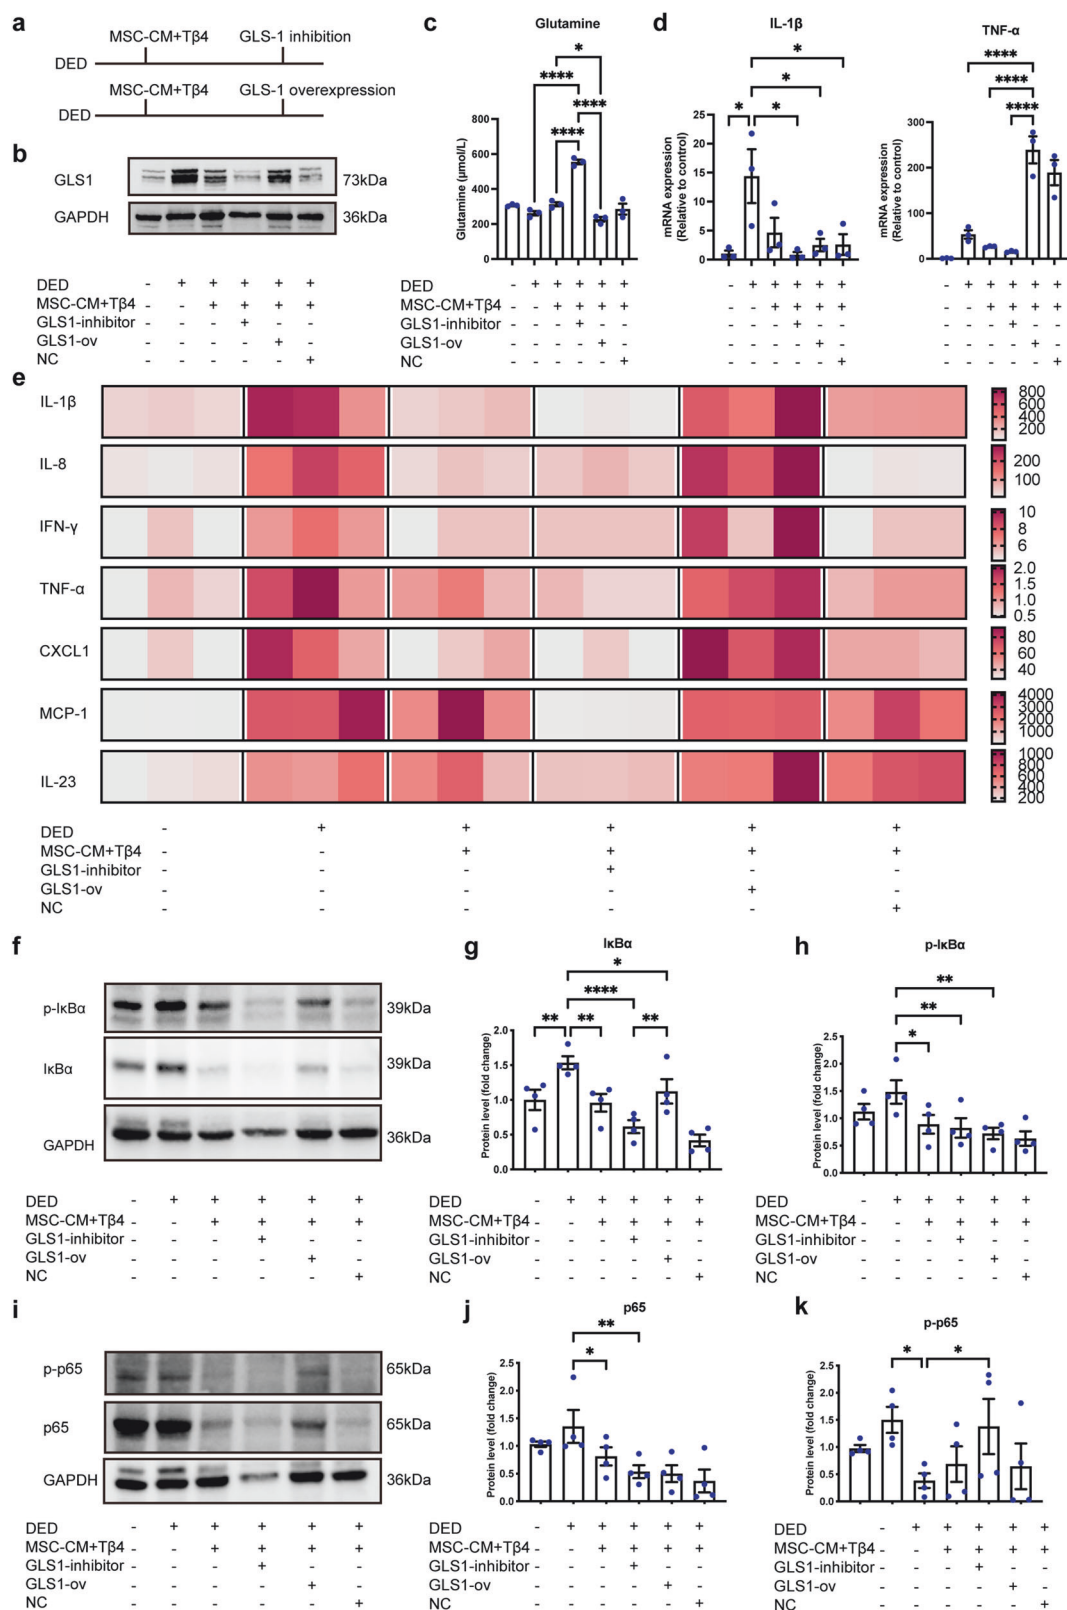 a
MSC-CM+Tβ4 GLS-1 inhibition
DED
MSC-CM+Tβ4 GLS-1 overexpression
DED
b
GLS1 73kDa
GAPDH 36kDa
DED - + + + + +
MSC-CM+Tβ4 - - + + + +
GLS1-inhibitor - - - + - -
GLS1-ov - - - - + -
NC - - - - - +
c
Glutamine
*
****
****
****
Glutamine (μmol/L)
800
600
400
200
0
DED - + + + + +
MSC-CM+Tβ4 - - + + + +
GLS1-inhibitor - - - + - -
GLS1-ov - - - - + -
NC - - - - - +
d
IL-1β
*
*
* *
mRNA expression
(Relative to control)
25
20
15
10
5
0
- + + + + +
- - + + + +
- - - + - -
- - - - + -
- - - - - +
TNF-α
****
****
****
mRNA expression
(Relative to control)
300
200
100
0
- + + + + +
- - + + + +
- - - + - -
- - - - + -
- - - - - +
e
IL-1β
800
600
400
200
IL-8
200
100
IFN-γ
10
8
6
TNF-α
2.0
1.5
1.0
0.5
CXCL1
80
60
40
MCP-1
4000
3000
2000
1000
IL-23
1000
800
600
400
200
DED - + + + + +
MSC-CM+Tβ4 - - + + + +
GLS1-inhibitor - - - + - -
GLS1-ov - - - - + -
NC - - - - - +
f
p-IκBα 39kDa
IκBα 39kDa
GAPDH 36kDa
DED - + + + + +
MSC-CM+Tβ4 - - + + + +
GLS1-inhibitor - - - + - -
GLS1-ov - - - - + -
NC - - - - - +
g
IκBα
*
****
** ** **
Protein level (fold change)
2.0
1.5
1.0
0.5
0.0
DED - + + + + +
MSC-CM+Tβ4 - - + + + +
GLS1-inhibitor - - - + - -
GLS1-ov - - - - + -
NC - - - - - +
h
p-IκBα
**
**
*
Protein level (fold change)
2.5
2.0
1.5
1.0
0.5
0.0
DED - + + + + +
MSC-CM+Tβ4 - - + + + +
GLS1-inhibitor - - - + - -
GLS1-ov - - - - + -
NC - - - - - +
i
p-p65 65kDa
p65 65kDa
GAPDH 36kDa
DED - + + + + +
MSC-CM+Tβ4 - - + + + +
GLS1-inhibitor - - - + - -
GLS1-ov - - - - + -
NC - - - - - +
j
p65
**
*
Protein level (fold change)
2.5
2.0
1.5
1.0
0.5
0.0
DED - + + + + +
MSC-CM+Tβ4 - - + + + +
GLS1-inhibitor - - - + - -
GLS1-ov - - - - + -
NC - - - - - +
k
p-p65
* *
Protein level (fold change)
2.5
2.0
1.5
1.0
0.5
0.0
DED - - + + + + +
MSC-CM+Tβ4 - - - + + + +
GLS1-inhibitor - - - - + - -
GLS1-ov - - - - - + -
NC - - - - - - +